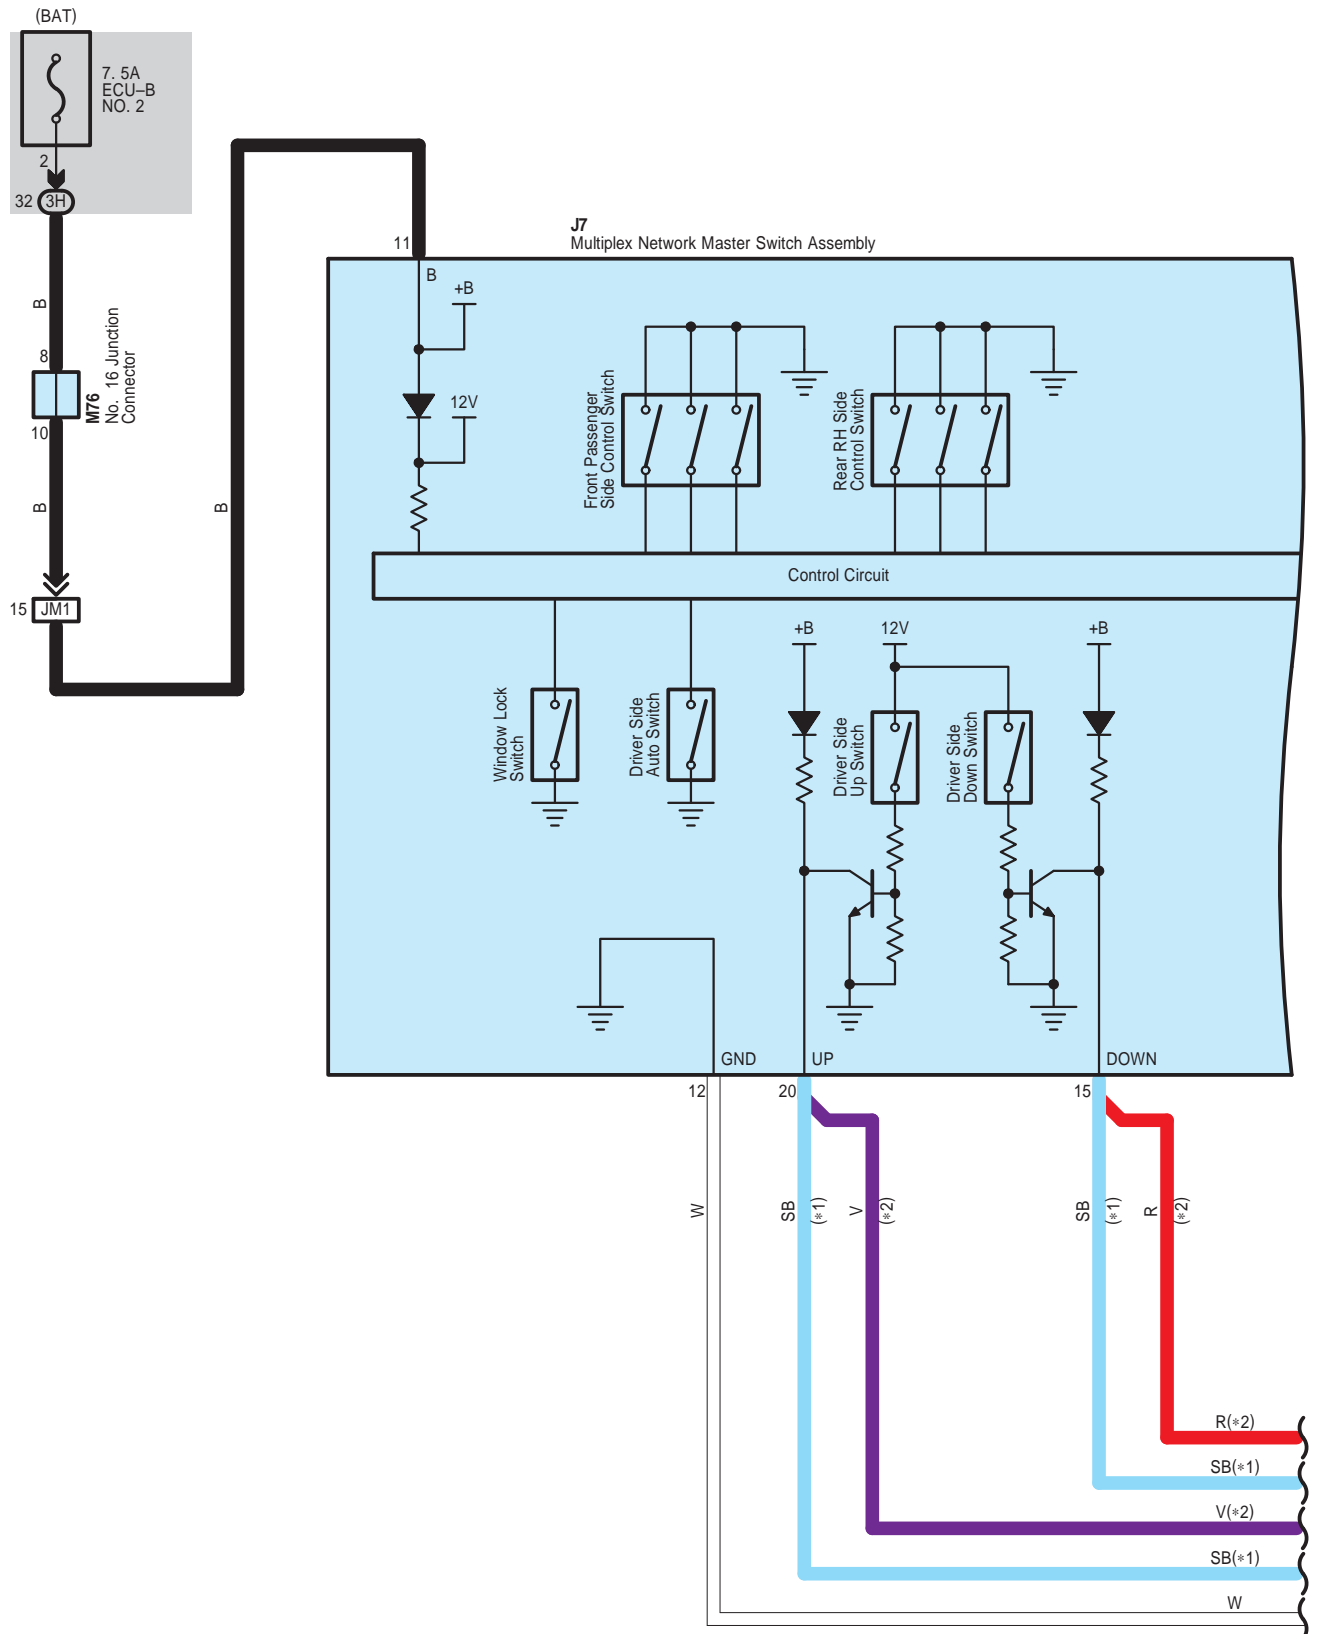 (BAT)
7. 5A
ECU–B
NO. 2
2
32
3H
B
8
M76
No. 16 Junction
Connector
10
B
15
JM1
B
J7
Multiplex Network Master Switch Assembly
11
B
+B
12V
Front Passenger
Side Control Switch
Rear RH Side
Control Switch
Control Circuit
Window Lock
Switch
Driver Side
Auto Switch
+B
12V
+B
Driver Side
Up Switch
Driver Side
Down Switch
GND
UP
DOWN
12
20
15
W
SB
(*1)
V
(*2)
SB
(*1)
R
(*2)
R(*2)
SB(*1)
V(*2)
SB(*1)
W